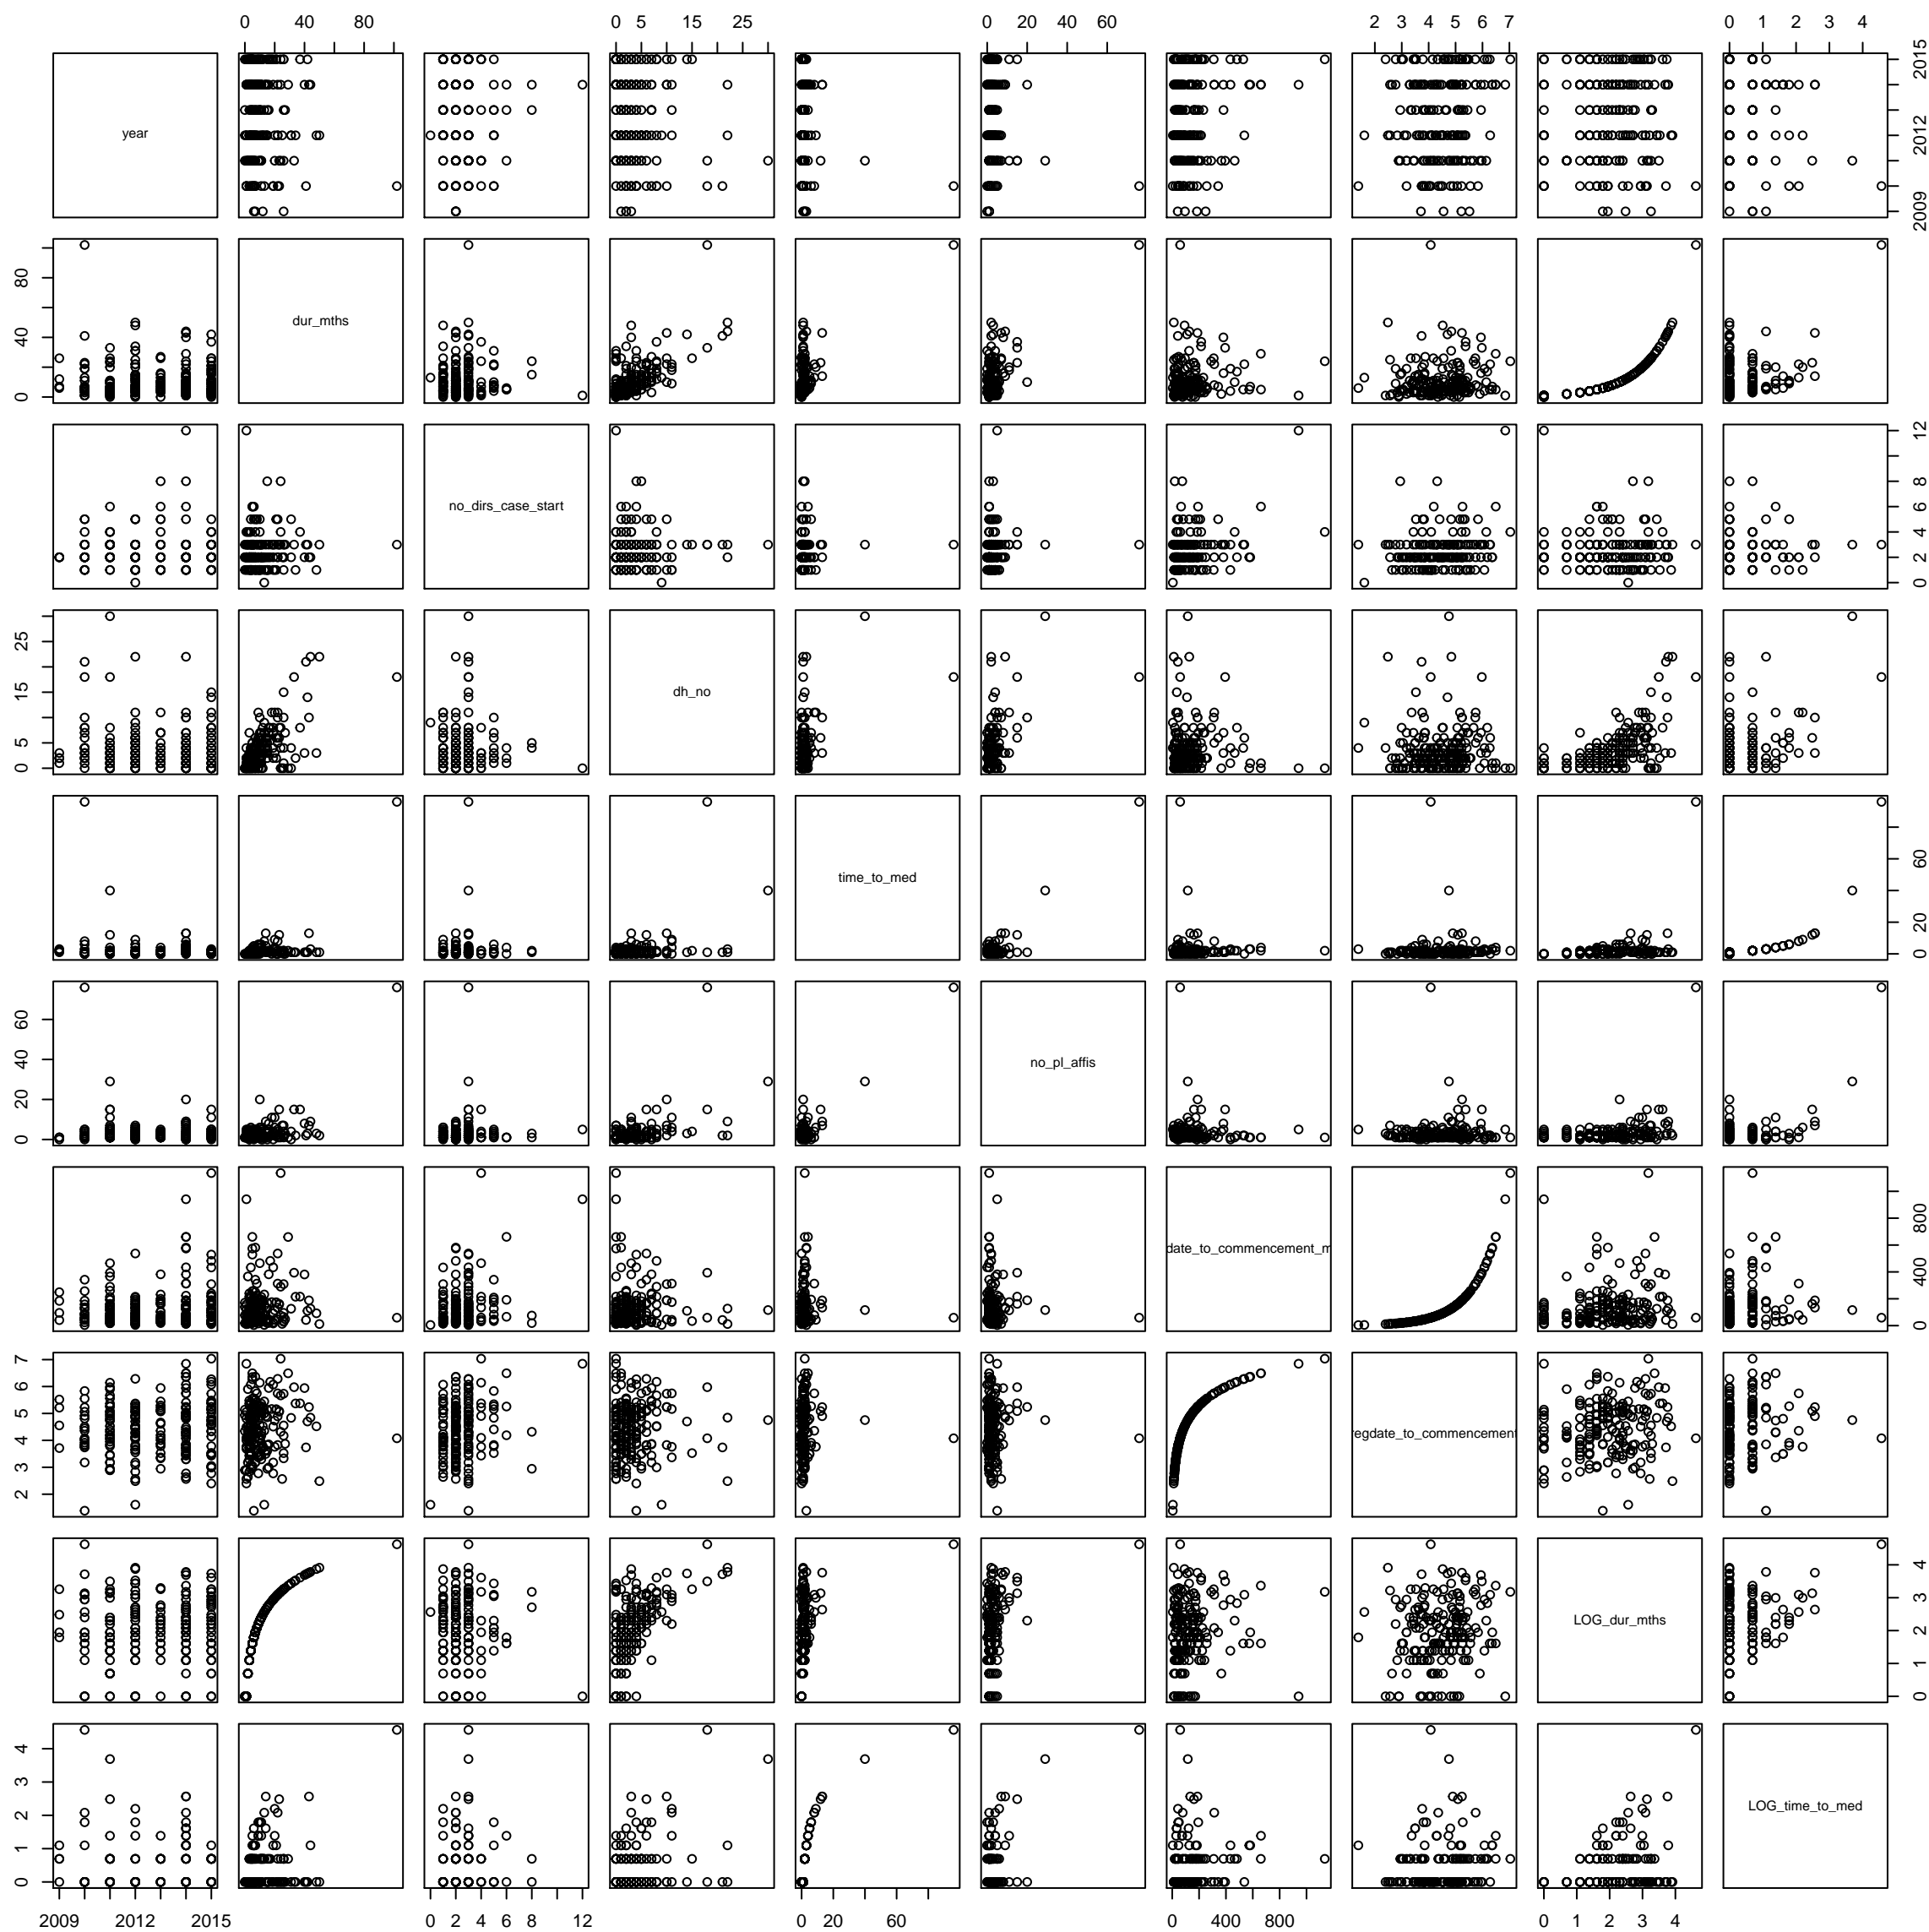 0 40 80 0 5 15 25 0 20 60 2 3 4 5 6 7 0 1 2 4
year 2009 2012 2015
0 40 80 dur_mths
no_dirs_case_start 0 2 4 6 8 12
0 5 15 25 dh_no
time_to_med 0 20 60
0 20 40 60 no_pl_affis
date_to_commencement_m 0 400 800
2 3 4 5 6 7 regdate_to_commencement
LOG_dur_mths 0 1 2 3 4
0 1 2 3 4 LOG_time_to_med
2009 2012 2015 0 2 4 6 8 12 0 20 60 0 400 800 0 1 2 3 4